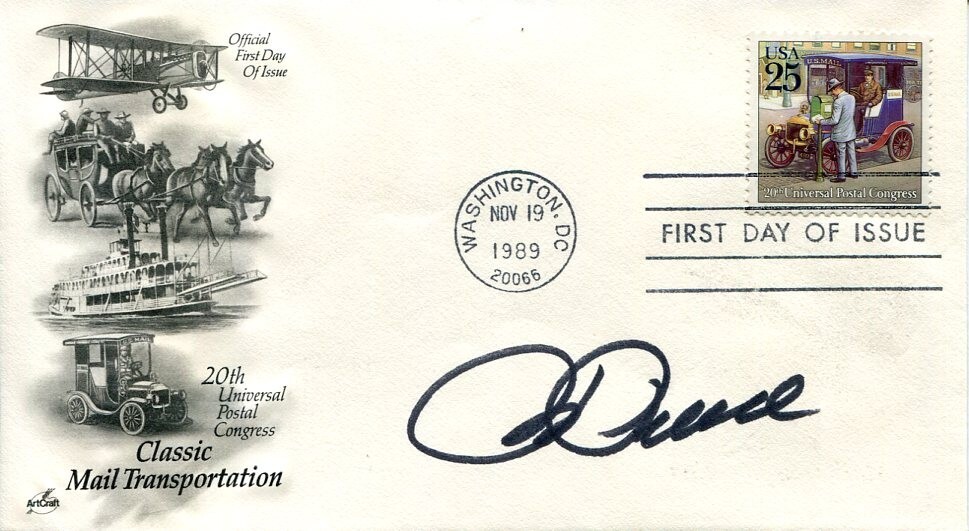 Official
First Day
Of Issue
USA
25
U.S.MAIL
20th Universal Postal Congress
WASHINGTON, DC
NOV 19
1989
20066
FIRST DAY OF ISSUE
U.S.MAIL
20th
Universal
Postal
Congress
Classic
Mail Transportation
ArtCraft